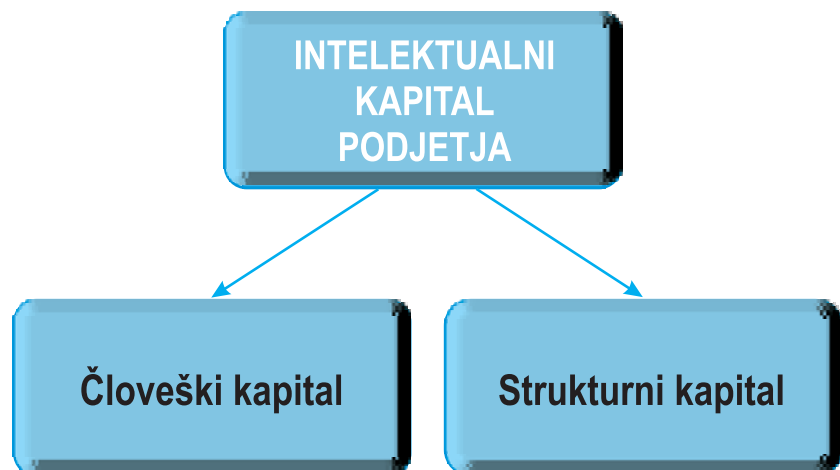 INTELEKTUALNI
KAPITAL
PODJETJA
Človeški kapital
Strukturni kapital